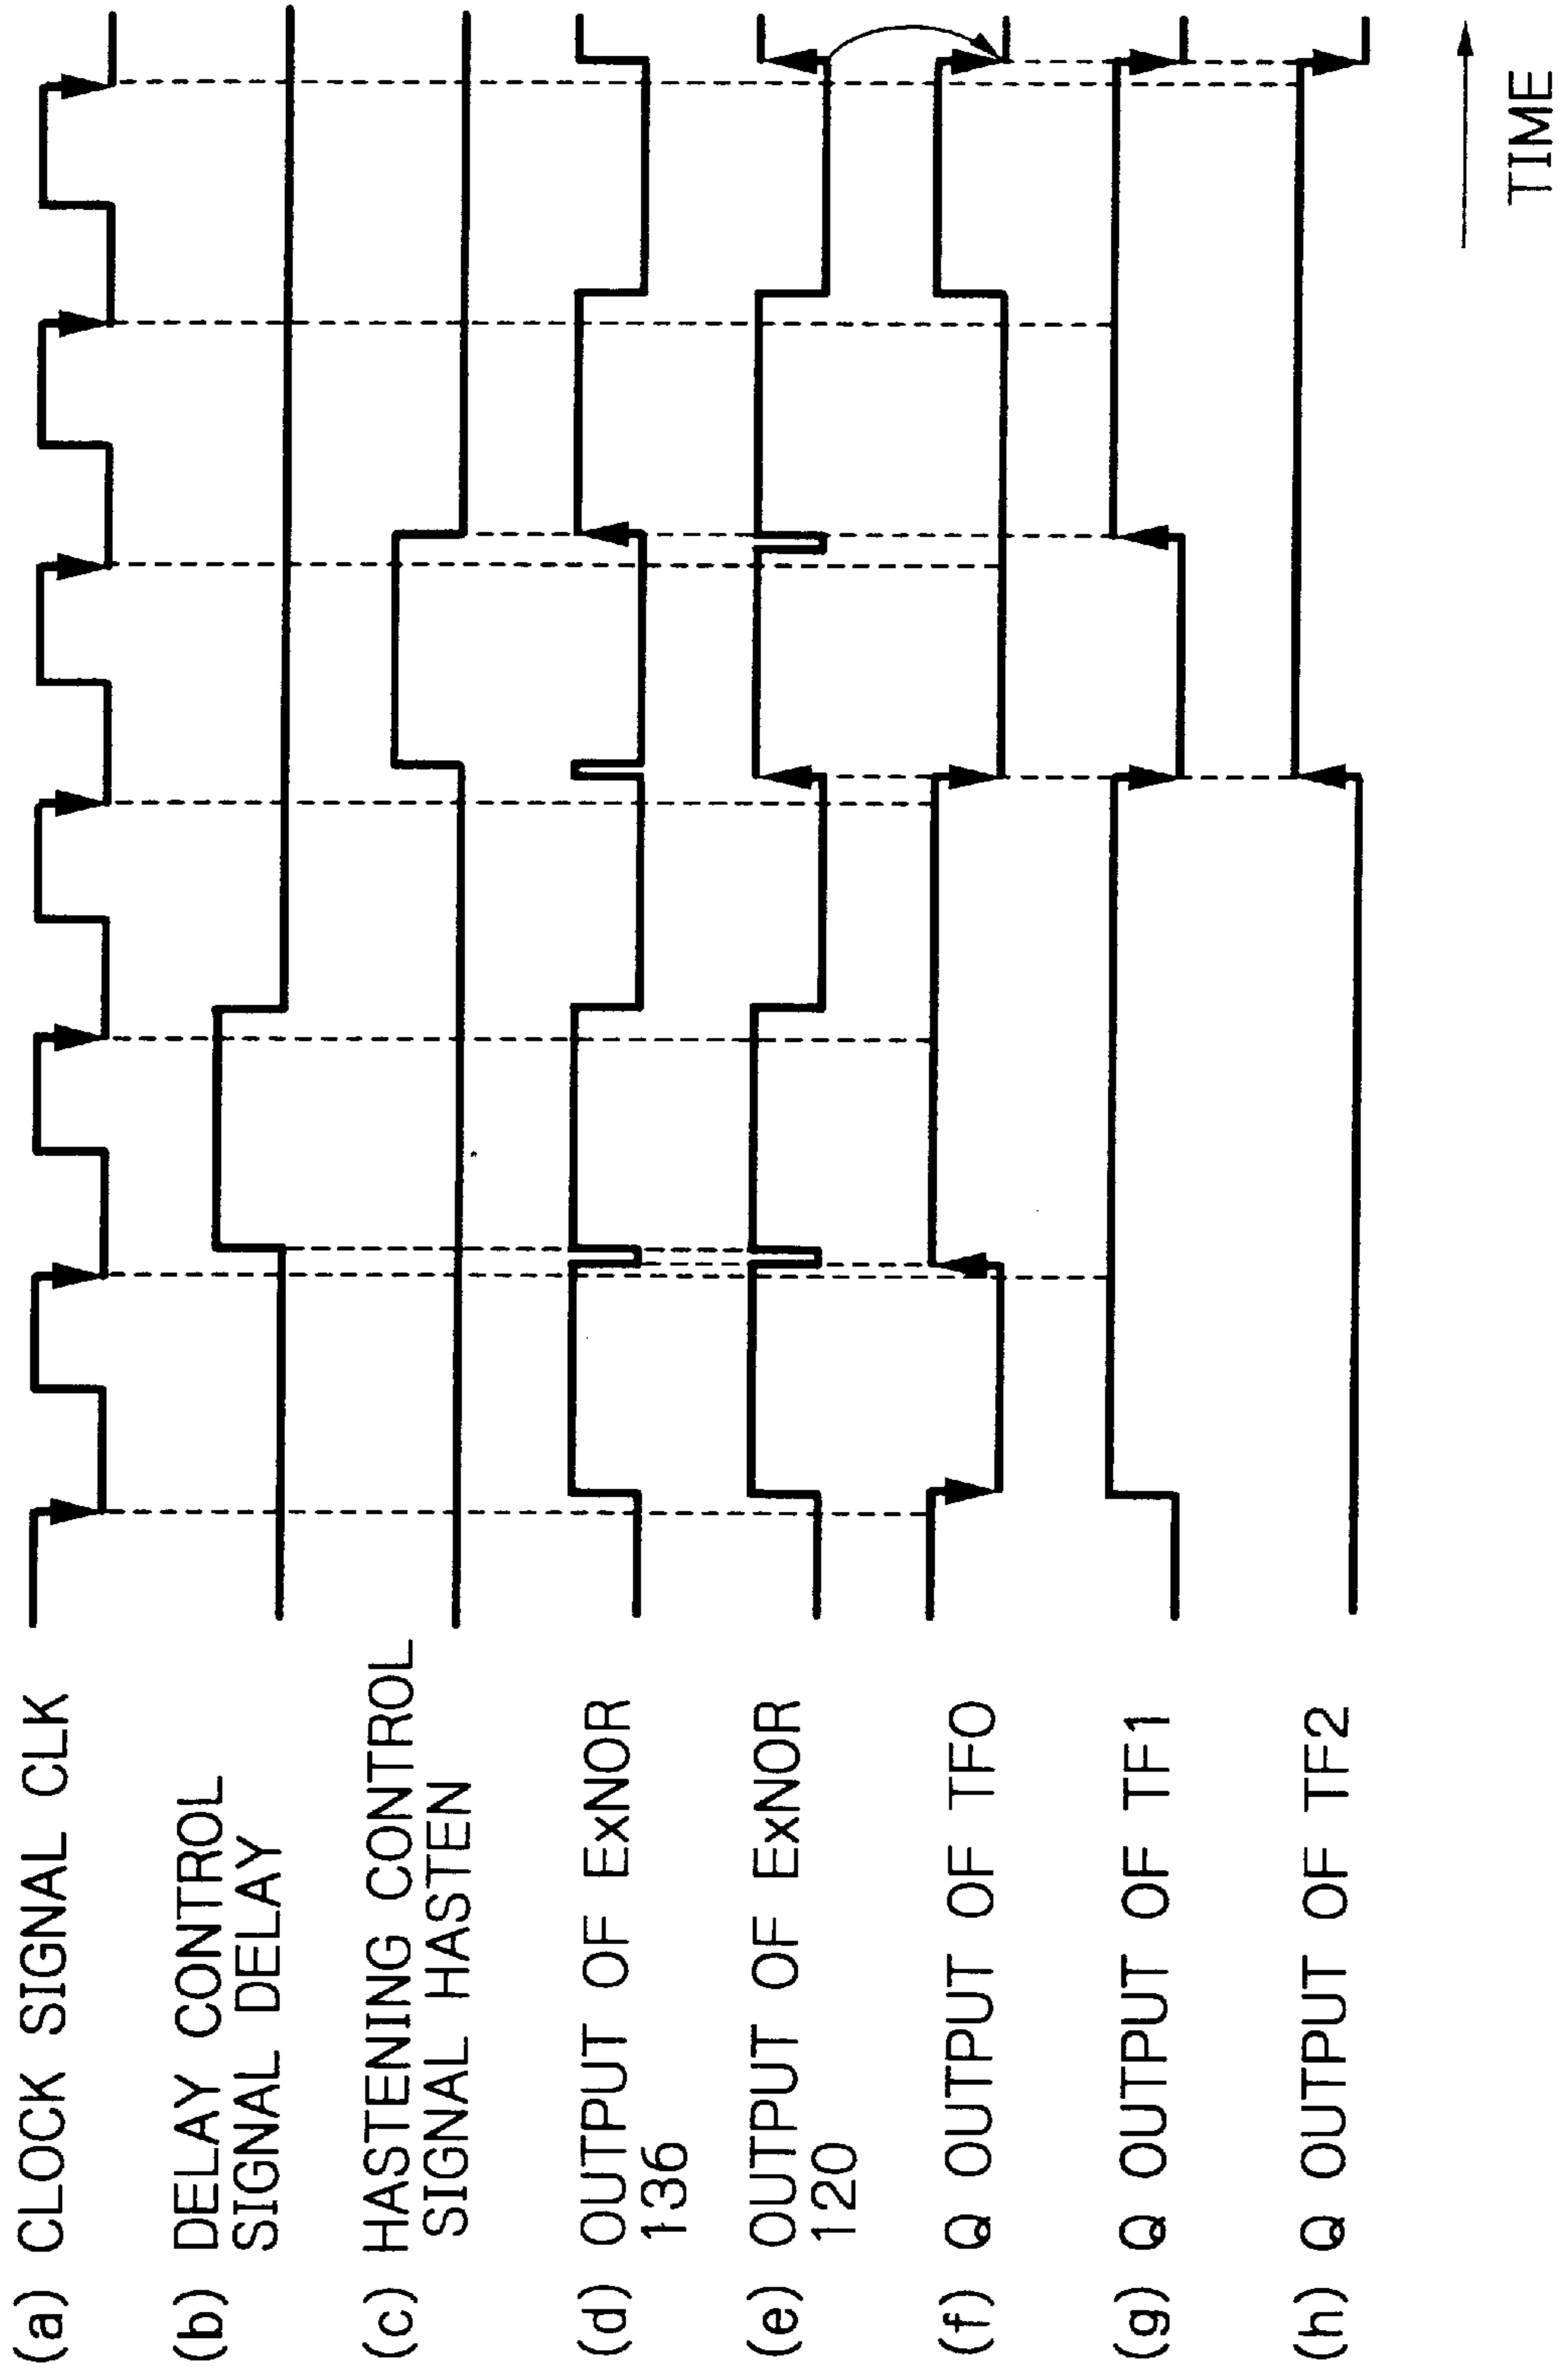 (a) CLOCK SIGNAL CLK
(b) DELAY CONTROL
SIGNAL DELAY
(c) HASTENING CONTROL
SIGNAL HASTEN
(d) OUTPUT OF ExNOR
136
(e) OUTPUT OF ExNOR
120
(f) Q OUTPUT OF TF0
(g) Q OUTPUT OF TF1
(h) Q OUTPUT OF TF2
TIME